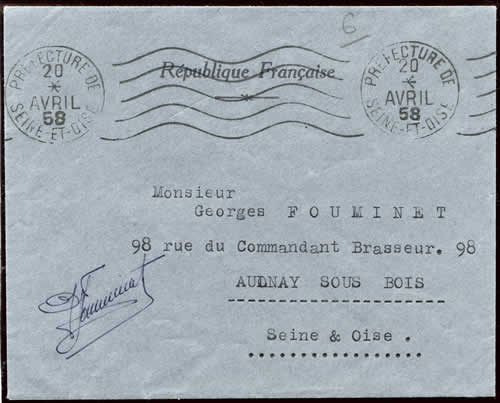 6
PREFECTURE DE
20
AVRIL
58
SEINE-ET-OISE
République Française
PREFECTURE DE
20
AVRIL
58
SEINE-ET-OISE
Monsieur
Georges FOUMINET
98 rue du Commandant Brasseur. 98
AULNAY SOUS BOIS
Seine & Oise .
Fouminet